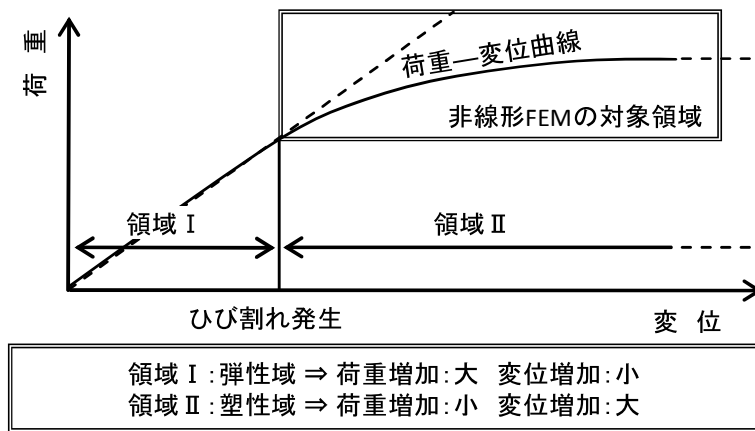 荷重
荷重―変位曲線
非線形FEMの対象領域
領域Ⅰ
領域Ⅱ
ひび割れ発生
変 位
領域Ⅰ:弾性域 ⇒ 荷重増加:大 変位増加:小
領域Ⅱ:塑性域 ⇒ 荷重増加:小 変位増加:大